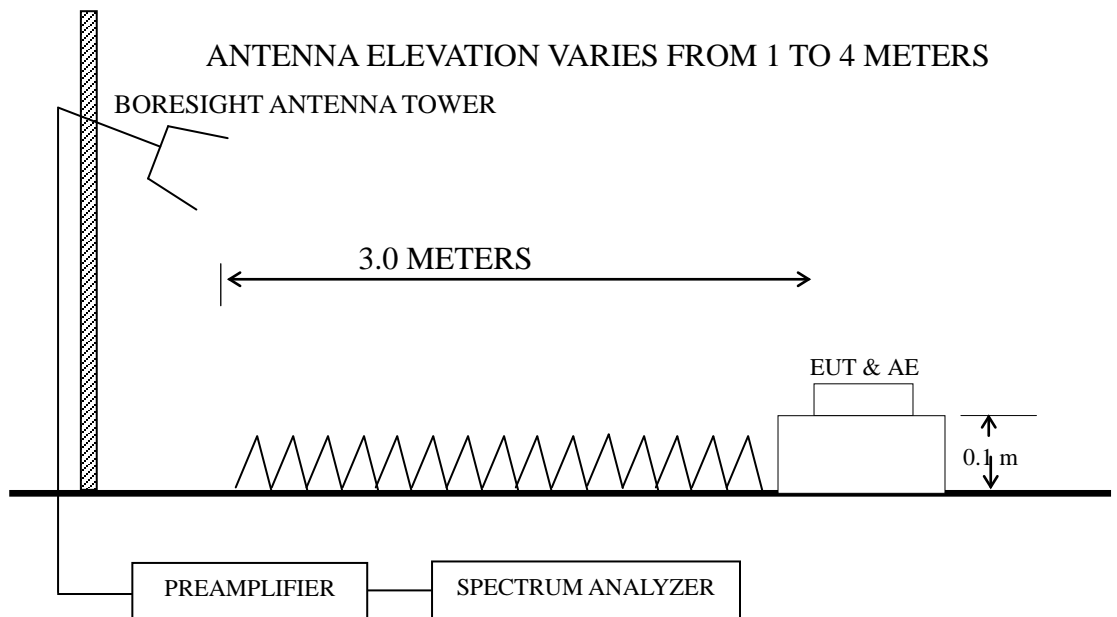 ANTENNA ELEVATION VARIES FROM 1 TO 4 METERS
BORESIGHT ANTENNA TOWER
3.0 METERS
EUT & AE
0.1 m
PREAMPLIFIER
SPECTRUM ANALYZER